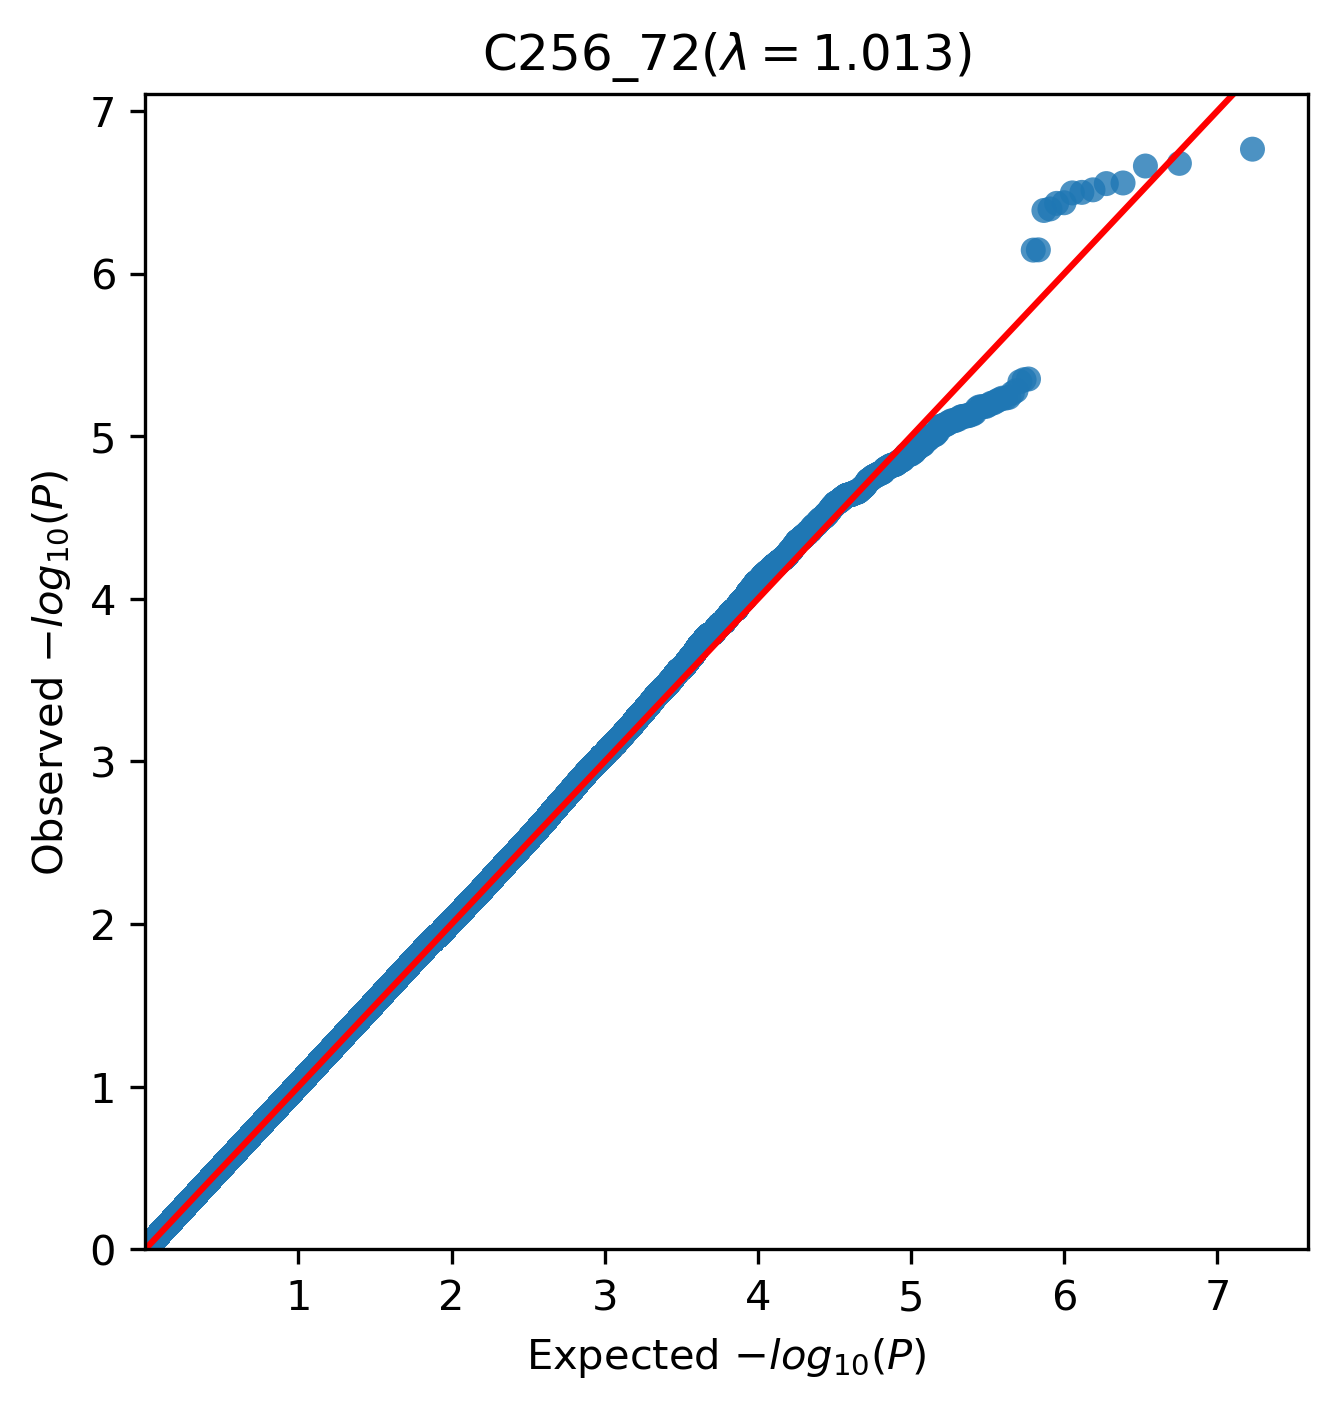 C256_72(λ = 1.013)
7
6
5
4
3
2
1
0
Observed −log₁₀(P)
1 2 3 4 5 6 7
Expected −log₁₀(P)